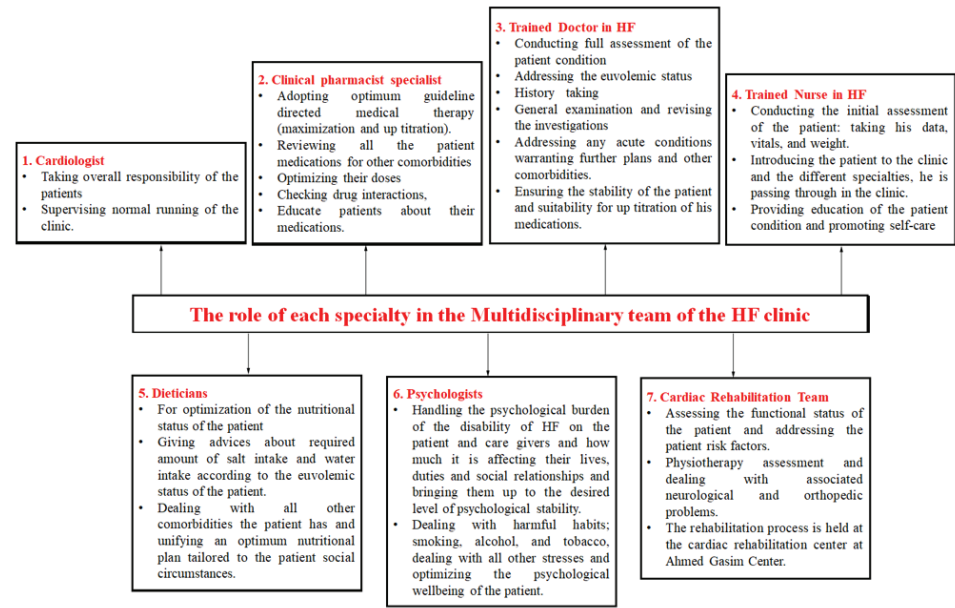 1. Cardiologist
• Taking overall responsibility of the
patients
• Supervising normal running of the
clinic.
2. Clinical pharmacist specialist
• Adopting optimum guideline
directed medical therapy
(maximization and up titration).
• Reviewing all the patient
medications for other comorbidities
• Optimizing their doses
• Checking drug interactions,
• Educate patients about their
medications.
3. Trained Doctor in HF
• Conducting full assessment of the
patient condition
• Addressing the euvolemic status
• History taking
• General examination and revising
the investigations
• Addressing any acute conditions
warranting further plans and other
comorbidities.
• Ensuring the stability of the patient
and suitability for up titration of his
medications.
4. Trained Nurse in HF
• Conducting the initial assessment
of the patient: taking his data,
vitals, and weight.
• Introducing the patient to the clinic
and the different specialties, he is
passing through in the clinic.
• Providing education of the patient
condition and promoting self-care
The role of each specialty in the Multidisciplinary team of the HF clinic
5. Dieticians
• For optimization of the nutritional
status of the patient
• Giving advices about required
amount of salt intake and water
intake according to the euvolemic
status of the patient.
• Dealing with all other
comorbidities the patient has and
unifying an optimum nutritional
plan tailored to the patient social
circumstances.
6. Psychologists
• Handling the psychological burden
of the disability of HF on the
patient and care givers and how
much it is affecting their lives,
duties and social relationships and
bringing them up to the desired
level of psychological stability.
• Dealing with harmful habits;
smoking, alcohol, and tobacco,
dealing with all other stresses and
optimizing the psychological
wellbeing of the patient.
7. Cardiac Rehabilitation Team
• Assessing the functional status of
the patient and addressing the
patient risk factors.
• Physiotherapy assessment and
dealing with associated
neurological and orthopedic
problems.
• The rehabilitation process is held at
the cardiac rehabilitation center at
Ahmed Gasim Center.